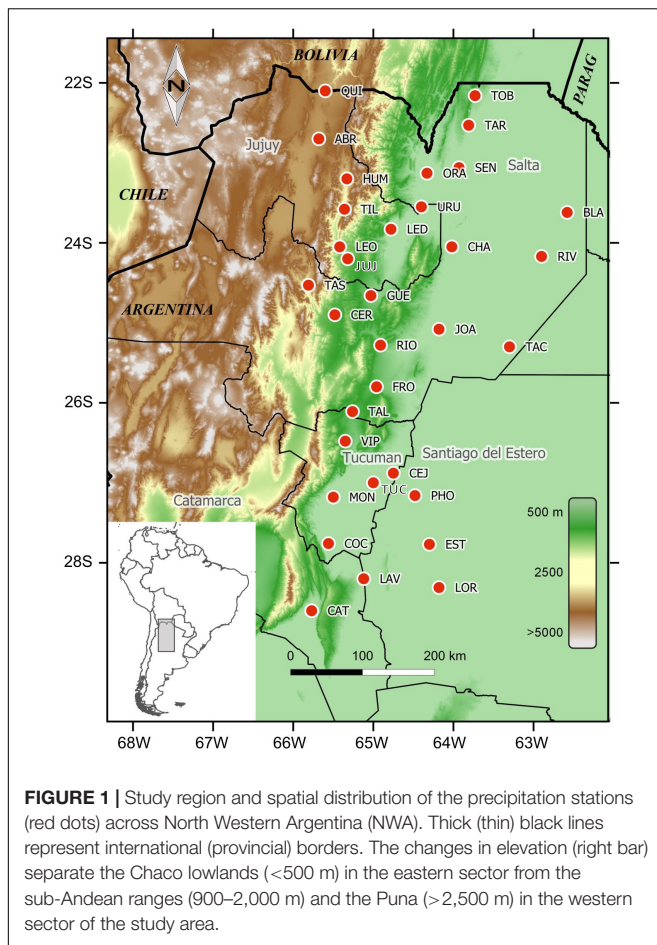 BOLIVIA
PARAG
22S
QUI
TOB
N
ABR
TAR
Jujuy
SEN
Salta
ORA
HUM
CHILE
TIL
URU
BLA
LED
24S
LEO
CHA
JUJ
RIV
TAS
GUE
ARGENTINA
CER
JOA
RIO
TAC
FRO
26S
TAL
VIP
Tucuman
Santiago del Estero
CEJ
TUC
Catamarca
MON
PHO
500 m
28S
COC
EST
2500
LAV
LOR
CAT
>5000
0 100 200 km
68W 67W 66W 65W 64W 63W
FIGURE 1 | Study region and spatial distribution of the precipitation stations
(red dots) across North Western Argentina (NWA). Thick (thin) black lines
represent international (provincial) borders. The changes in elevation (right bar)
separate the Chaco lowlands (<500 m) in the eastern sector from the
sub-Andean ranges (900–2,000 m) and the Puna (>2,500 m) in the western
sector of the study area.